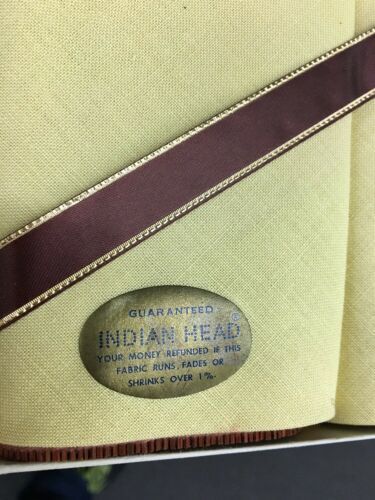 GUARANTEED
INDIAN HEAD®
YOUR MONEY REFUNDED IF THIS
FABRIC RUNS, FADES OR
SHRINKS OVER 1%.